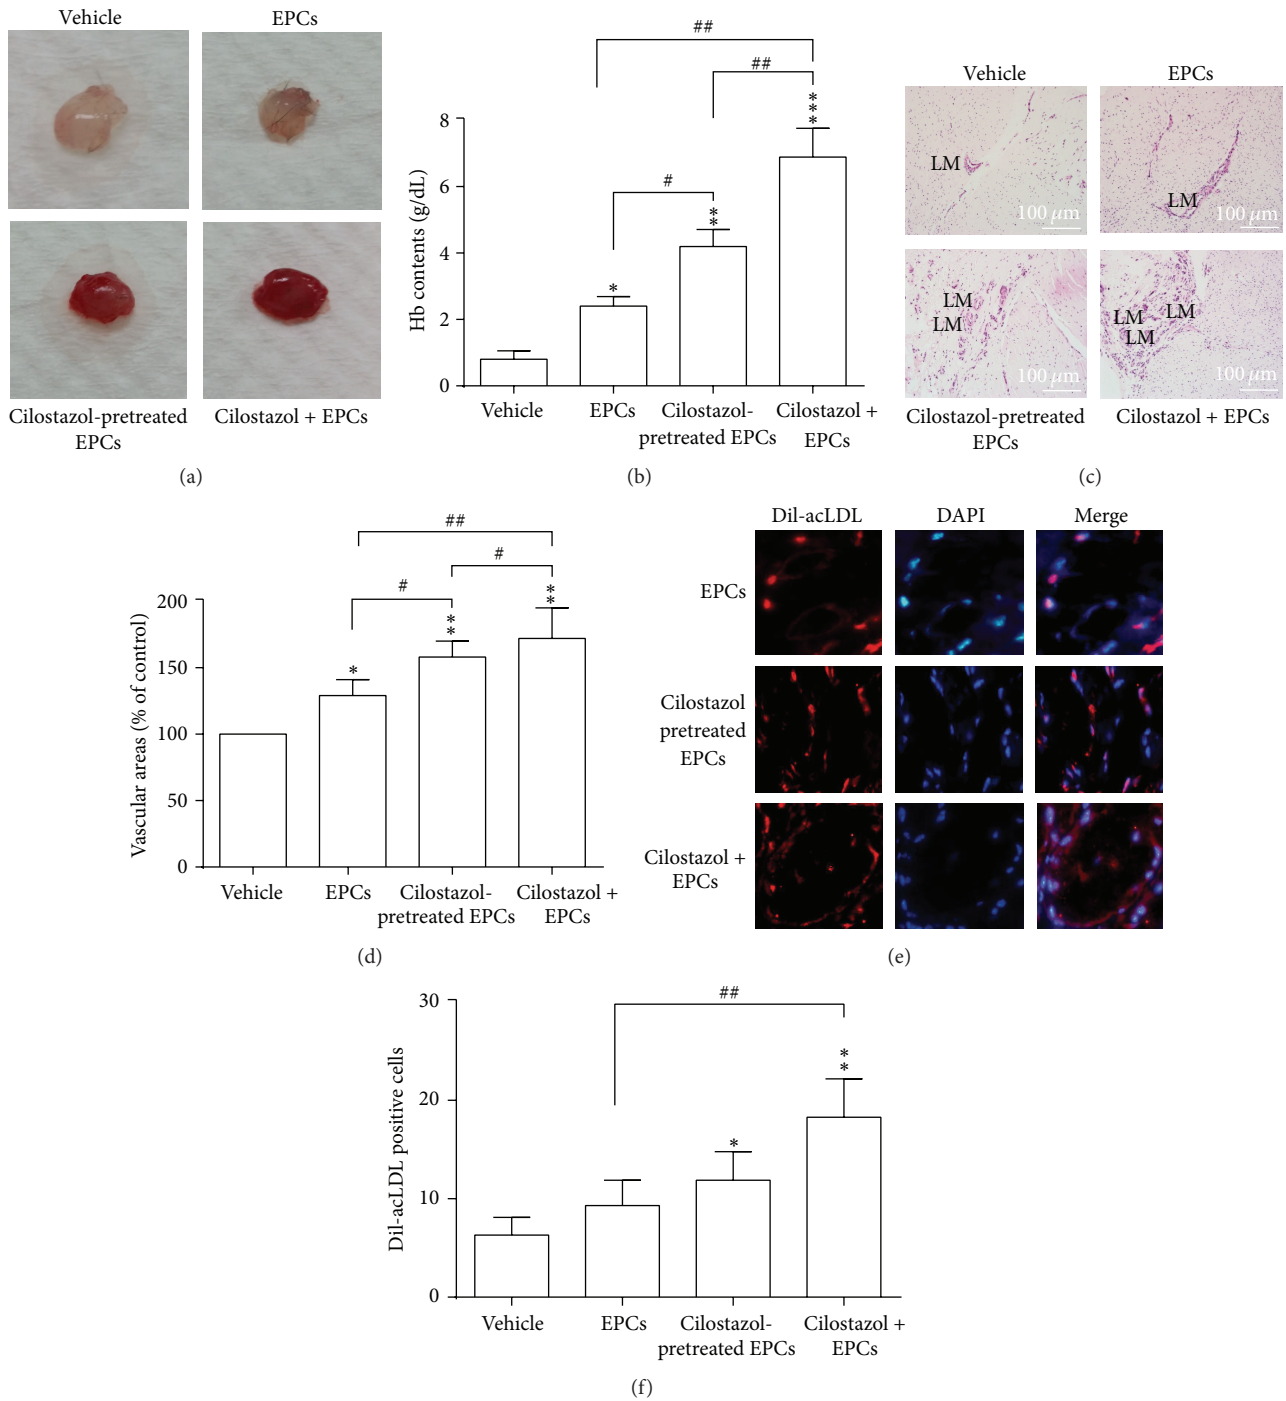 Vehicle
EPCs
Cilostazol-pretreated
EPCs
Cilostazol + EPCs
(a)
##
##
***
#
**
*
Hb contents (g/dL)
8
6
4
2
0
Vehicle
EPCs
Cilostazol-
pretreated EPCs
Cilostazol +
EPCs
(b)
Vehicle
EPCs
LM
100 µm
LM
100 µm
LM
LM
100 µm
LM
LM
LM
100 µm
Cilostazol-pretreated
EPCs
Cilostazol + EPCs
(c)
##
#
#
**
**
*
Vascular areas (% of control)
200
150
100
50
0
Vehicle
EPCs
Cilostazol-
pretreated EPCs
Cilostazol +
EPCs
(d)
Dil-acLDL
DAPI
Merge
EPCs
Cilostazol
pretreated
EPCs
Cilostazol +
EPCs
(e)
##
**
*
Dil-acLDL positive cells
30
20
10
0
Vehicle
EPCs
Cilostazol-
pretreated EPCs
Cilostazol +
EPCs
(f)